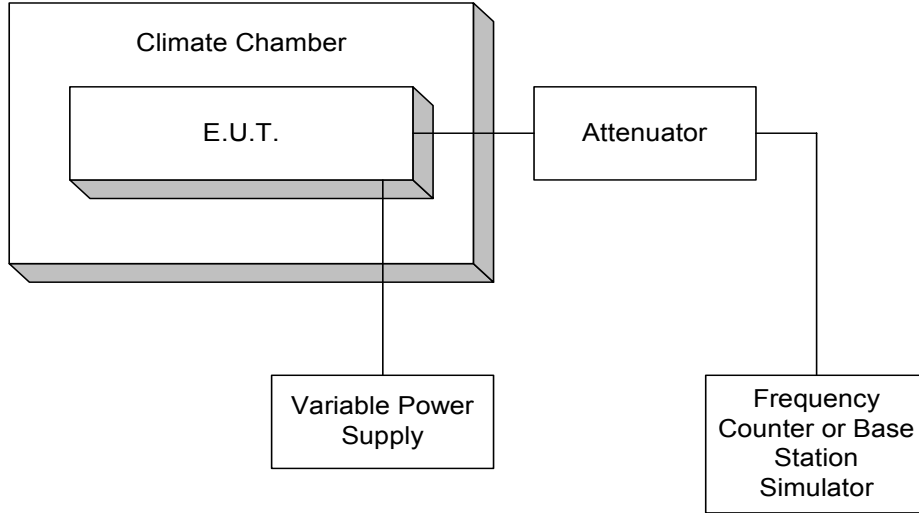 Climate Chamber
E.U.T.
Attenuator
Variable Power
Supply
Frequency
Counter or Base
Station
Simulator